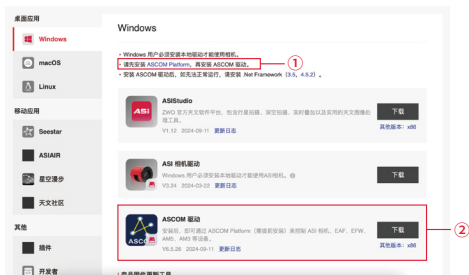 桌面应用
Windows
macOS
Linux
移动应用
Seestar
ASIAIR
星空漫步
天文社区
其他
插件
开发者
Windows
• Windows 用户必须安装本地驱动才能使用相机。
• 请先安装 ASCOM Platform，再安装 ASCOM 驱动。
①
• 安装 ASCOM 驱动后，如无法正常运行，请安装 .Net Framework（3.5，4.5.2）。
ASI
ASIStudio
ZWO 官方天文软件平台，包含行星拍摄、深空拍摄、实时叠加以及实用的天文图像处理工具。
V1.12 2024-09-11 更新日志
下载
其他版本：x86
ASI 相机驱动
Windows 用户必须安装本地驱动才能使用ASI相机。
V3.24 2024-03-22 更新日志
下载
ASCOM
ASCOM 驱动
安装后，即可通过 ASCOM Platform（需提前安装）来控制 ASI 相机、EAF、EFW、
AM5、AM3 等设备。
V6.5.26 2024-09-11 更新日志
下载
其他版本：x86
②